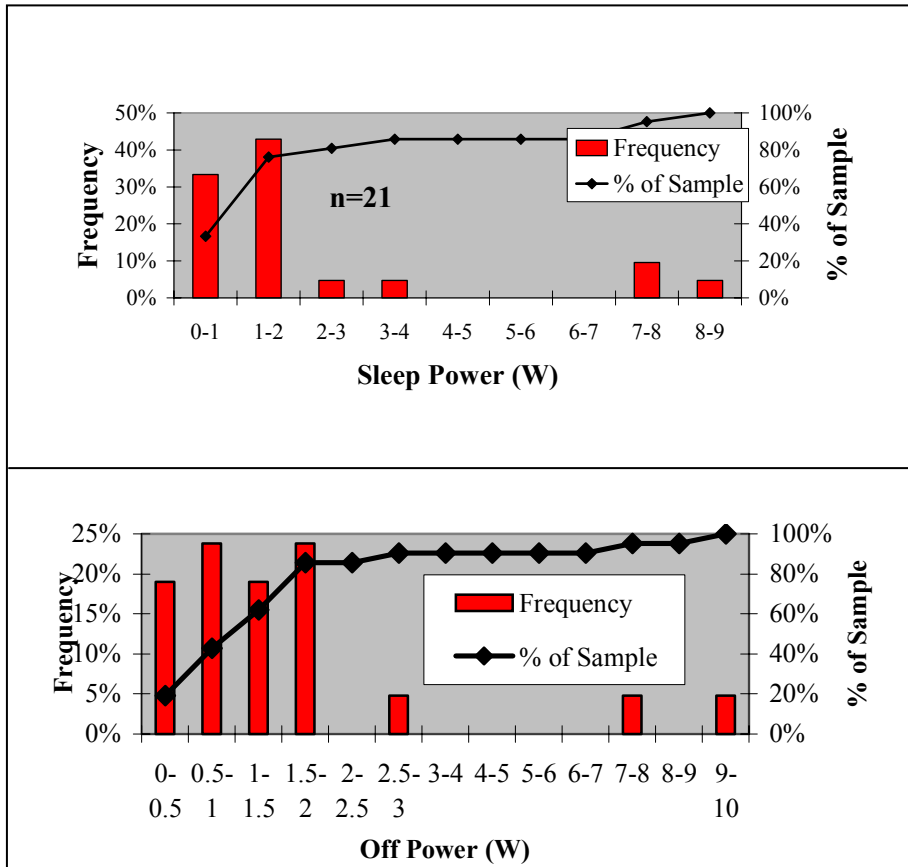 50% 100%
40% 80%
30% 60%
20% 40%
10% 20%
0% 0%
Frequency
% of Sample
Frequency
% of Sample
n=21
0-1 1-2 2-3 3-4 4-5 5-6 6-7 7-8 8-9
Sleep Power (W)
25% 100%
20% 80%
15% 60%
10% 40%
5% 20%
0% 0%
Frequency
% of Sample
Frequency
% of Sample
0- 0.5- 1- 1.5- 2- 2.5- 3-4 4-5 5-6 6-7 7-8 8-9 9-
0.5 1 1.5 2 2.5 3 10
Off Power (W)